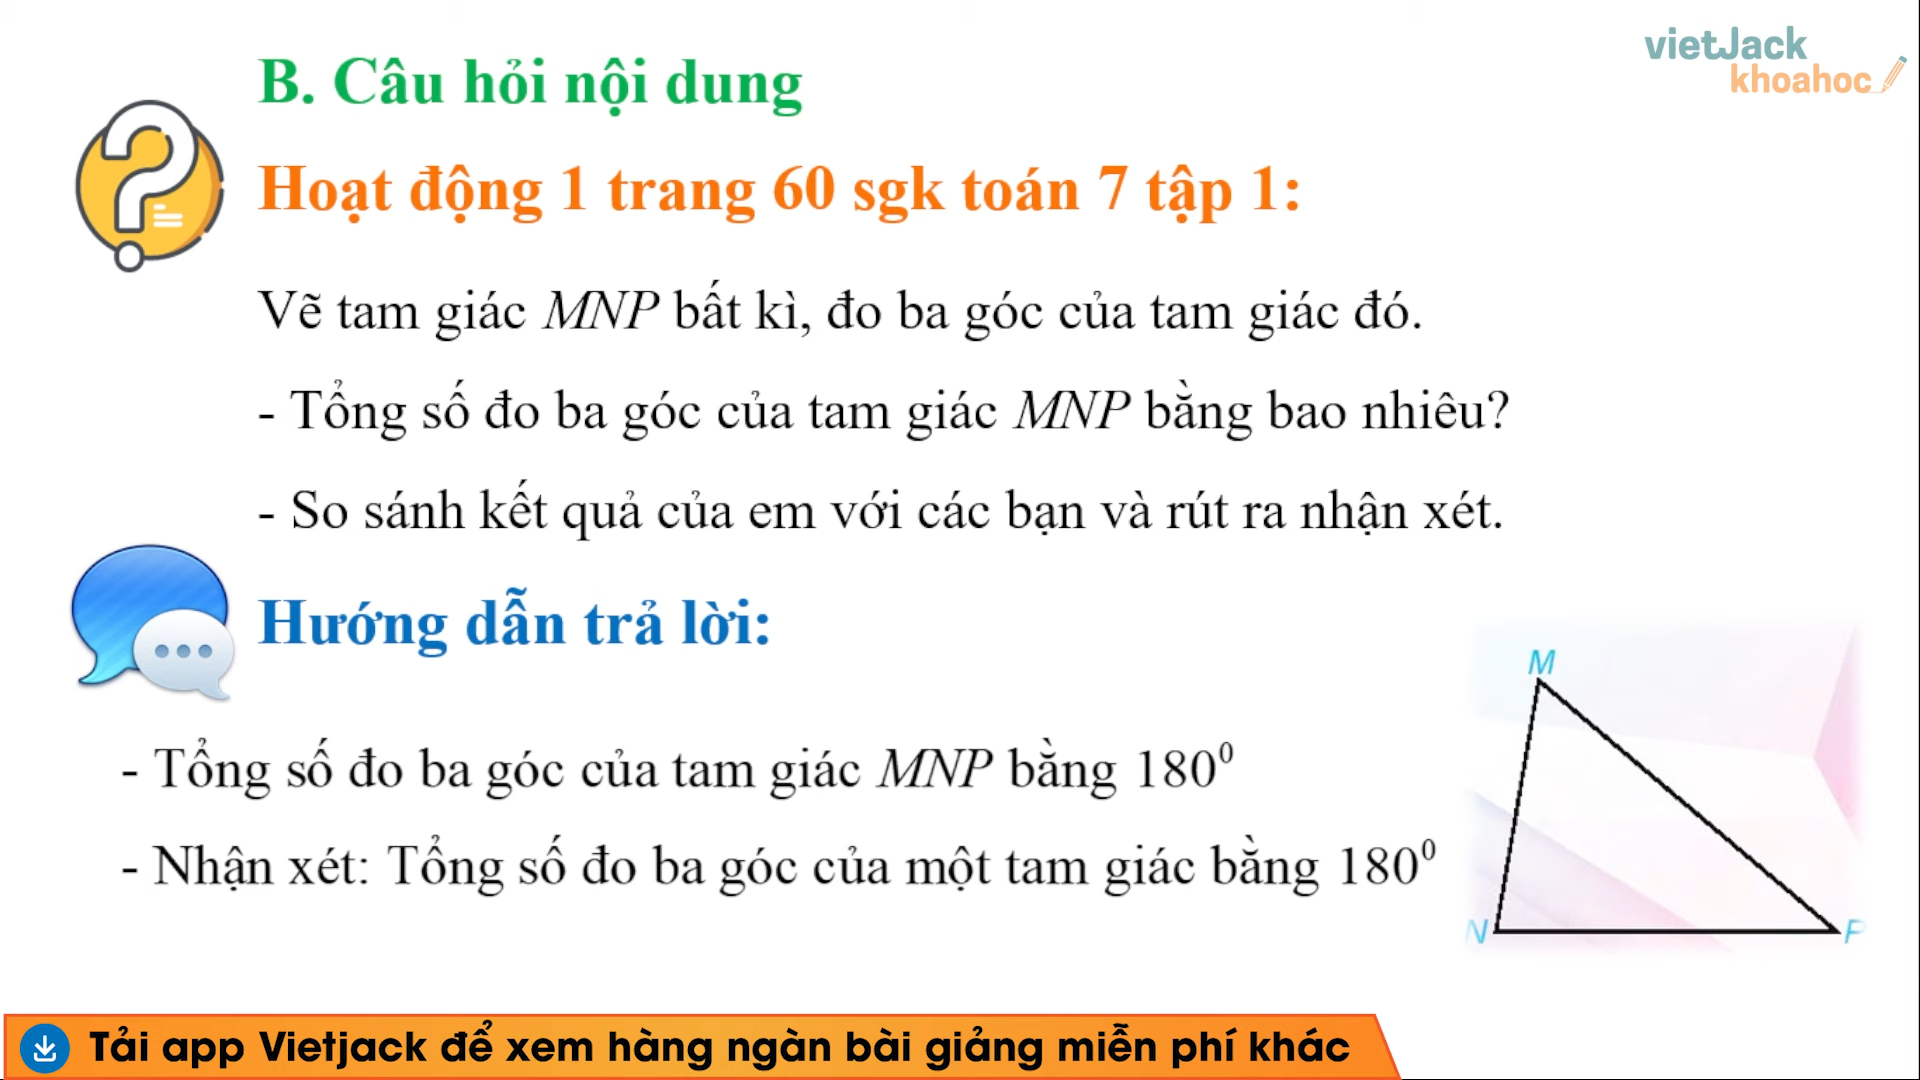 vietJack
khoahoc
B. Câu hỏi nội dung
Hoạt động 1 trang 60 sgk toán 7 tập 1:
Vẽ tam giác MNP bất kì, đo ba góc của tam giác đó.
- Tổng số đo ba góc của tam giác MNP bằng bao nhiêu?
- So sánh kết quả của em với các bạn và rút ra nhận xét.
Hướng dẫn trả lời:
- Tổng số đo ba góc của tam giác MNP bằng 180⁰
- Nhận xét: Tổng số đo ba góc của một tam giác bằng 180⁰
M
N
P
Tải app Vietjack để xem hàng ngàn bài giảng miễn phí khác